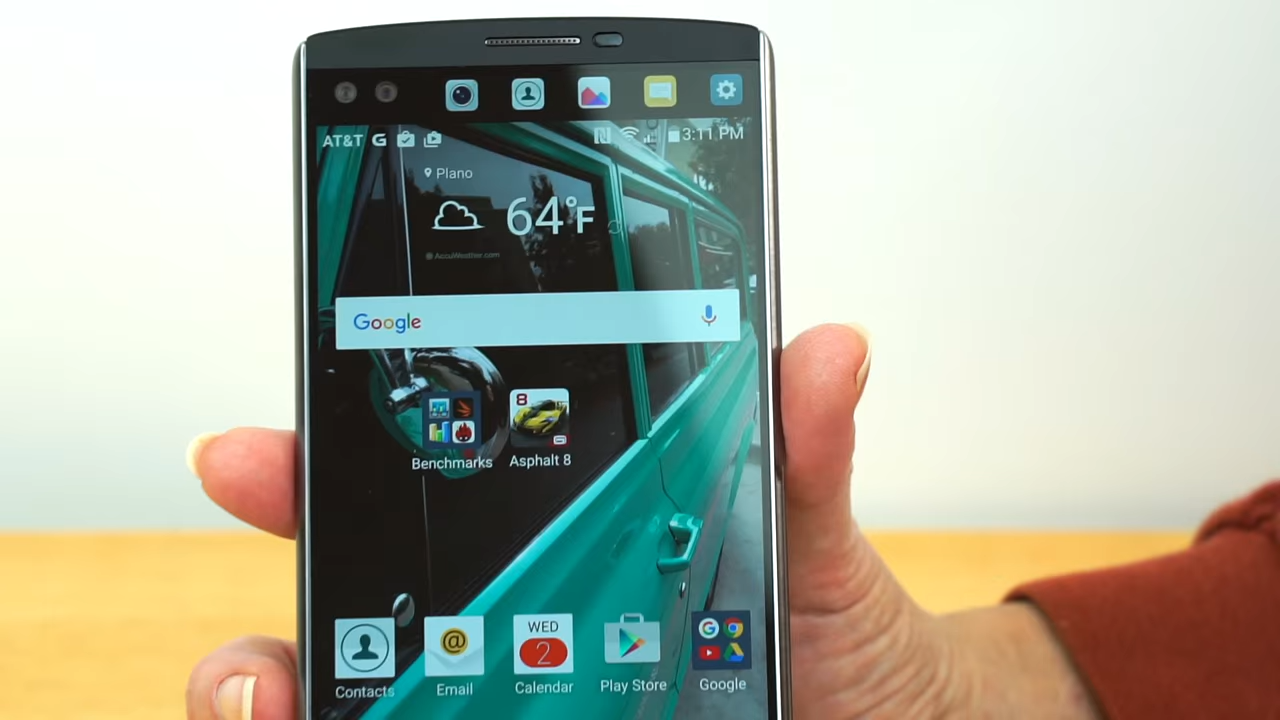 AT&T G N 3:11 PM
Plano
64°F
AccuWeather.com
Google
8
Benchmarks Asphalt 8
@ WED
2
Contacts Email Calendar Play Store Google